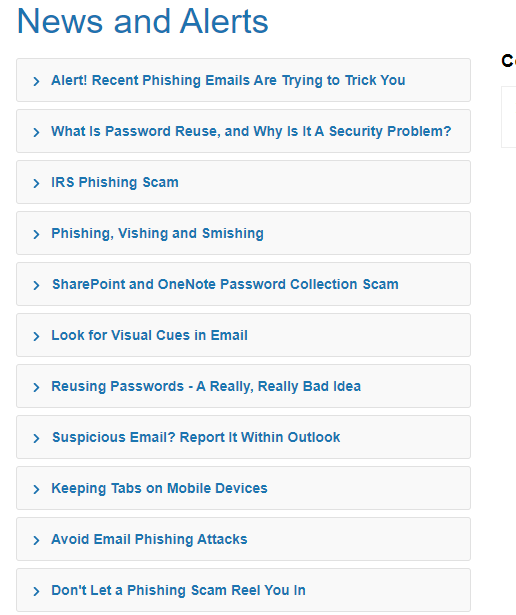 News and Alerts
Alert! Recent Phishing Emails Are Trying to Trick You
What Is Password Reuse, and Why Is It A Security Problem?
IRS Phishing Scam
Phishing, Vishing and Smishing
SharePoint and OneNote Password Collection Scam
Look for Visual Cues in Email
Reusing Passwords - A Really, Really Bad Idea
Suspicious Email? Report It Within Outlook
Keeping Tabs on Mobile Devices
Avoid Email Phishing Attacks
Don't Let a Phishing Scam Reel You In